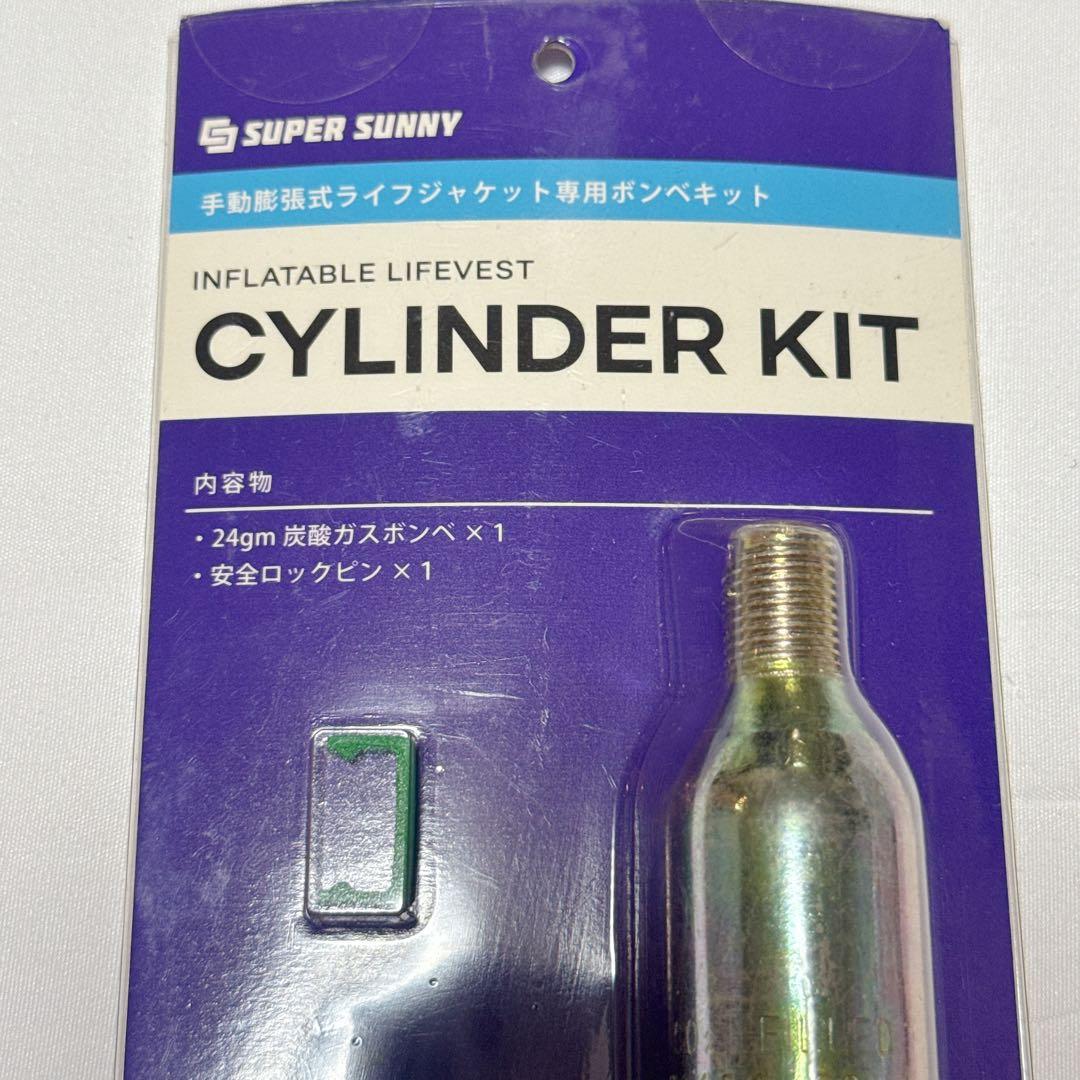 SUPER SUNNY
手動膨張式ライフジャケット専用ボンベキット
INFLATABLE LIFEVEST
CYLINDER KIT
内容物
・24gm 炭酸ガスボンベ × 1
・安全ロックピン × 1